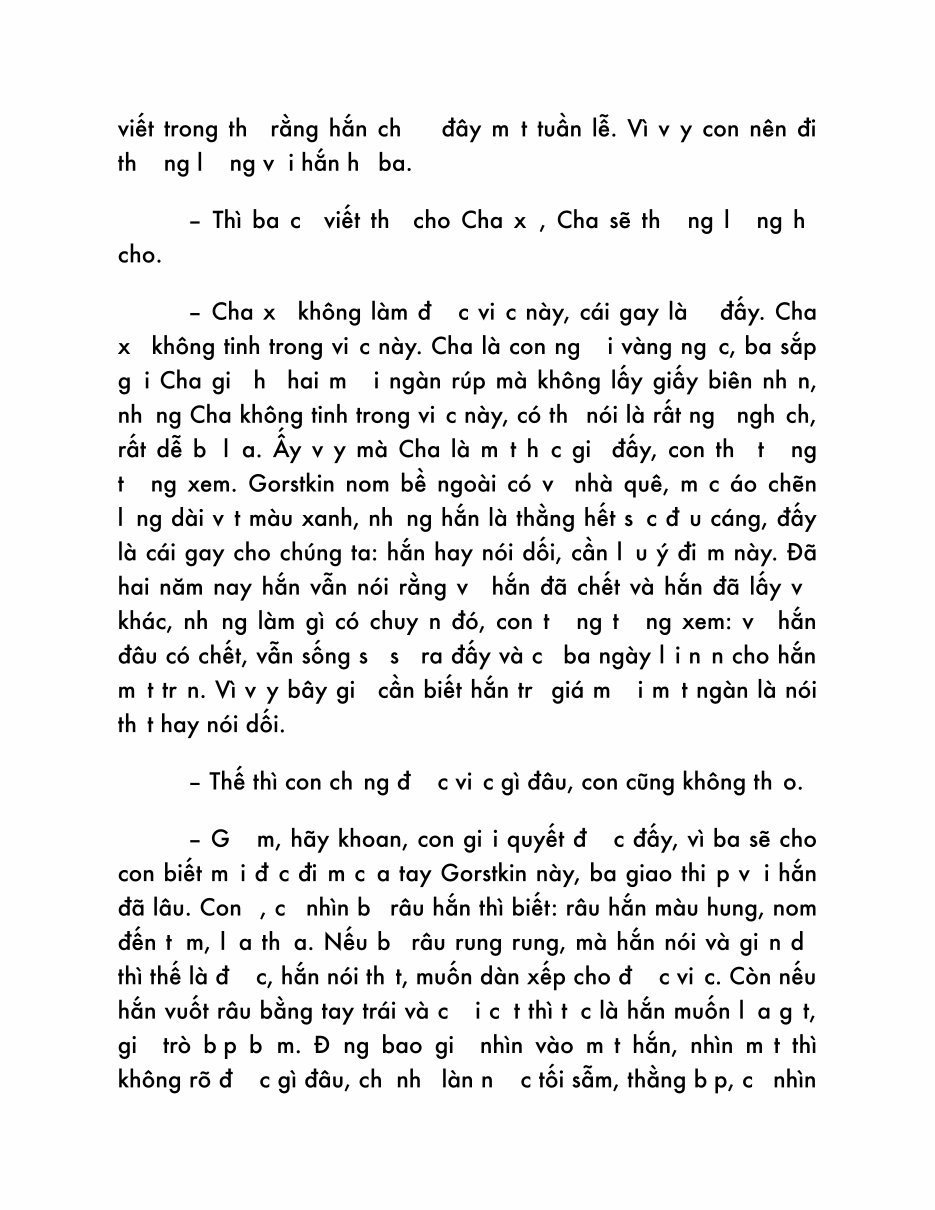 viết trong th rằng hắn ch đây m t tuần lễ. Vì v y con nên đi
th ng l ng v i hắn h ba.
– Thì ba c viết th cho Cha x , Cha sẽ th ng l ng h
cho.
– Cha x không làm đ c vi c này, cái gay là đấy. Cha
x không tinh trong vi c này. Cha là con ng i vàng ng c, ba sắp
g i Cha gi h hai m i ngàn rúp mà không lấy giấy biên nh n,
nh ng Cha không tinh trong vi c này, có th nói là rất ng ngh ch,
rất dễ b l a. Ấy v y mà Cha là m t h c gi đấy, con th t ng
t ng xem. Gorstkin nom bề ngoài có v nhà quê, m c áo chẽn
l ng dài v t màu xanh, nh ng hắn là thằng hết s c đ u cáng, đấy
là cái gay cho chúng ta: hắn hay nói dối, cần l u ý đi m này. Đã
hai năm nay hắn vẫn nói rằng v hắn đã chết và hắn đã lấy v
khác, nh ng làm gì có chuy n đó, con t ng t ng xem: v hắn
đâu có chết, vẫn sống s s ra đấy và c ba ngày l i n n cho hắn
m t tr n. Vì v y bây gi cần biết hắn tr giá m i m t ngàn là nói
th t hay nói dối.
– Thế thì con ch ng đ c vi c gì đâu, con cũng không th o.
– G m, hãy khoan, con gi i quyết đ c đấy, vì ba sẽ cho
con biết m i đ c đi m c a tay Gorstkin này, ba giao thi p v i hắn
đã lâu. Con , c nhìn b râu hắn thì biết: râu hắn màu hung, nom
đến t m, l a th a. Nếu b râu rung rung, mà hắn nói và gi n d
thì thế là đ c, hắn nói th t, muốn dàn xếp cho đ c vi c. Còn nếu
hắn vuốt râu bằng tay trái và c i c t thì t c là hắn muốn l a g t,
gi trò b p b m. Đ ng bao gi nhìn vào m t hắn, nhìn m t thì
không rõ đ c gì đâu, ch nh làn n c tối sẫm, thằng b p, c nhìn